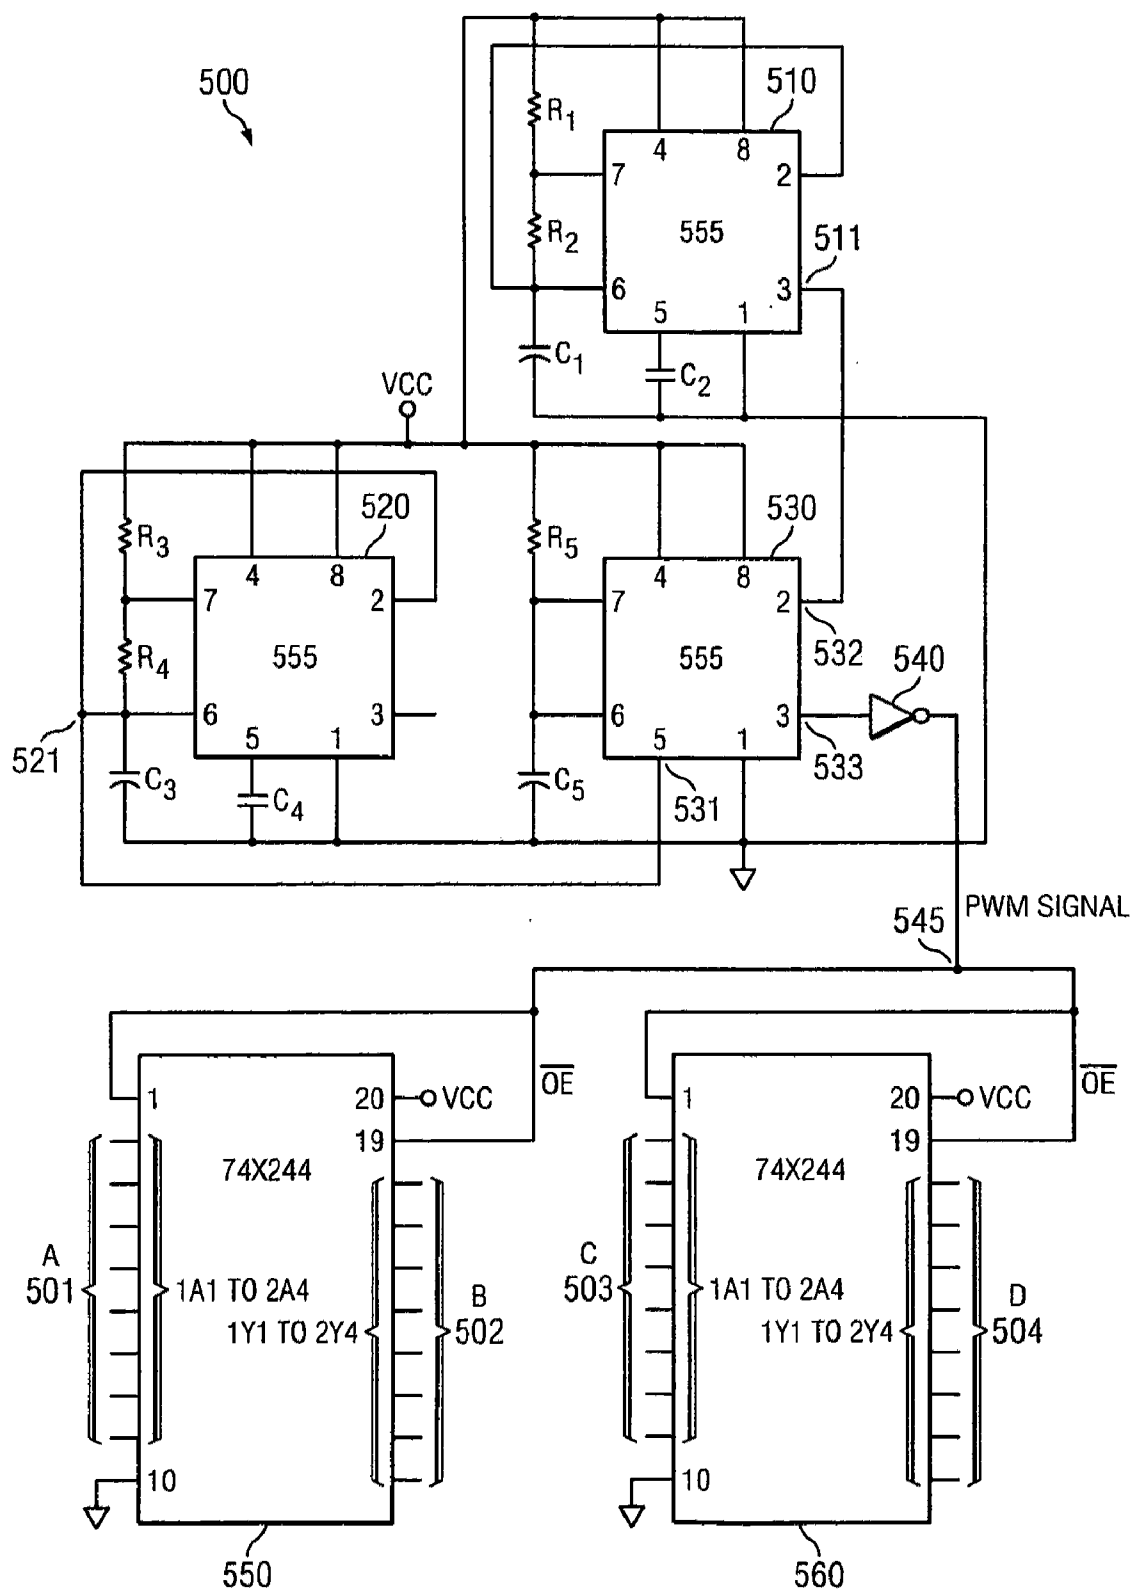 500
510
R1
4 8
7 2
R2
555
511
6 3
5 1
C1
C2
VCC
520
530
R3
R5
4 8
4 8
7 2
7 2
532
R4
555
555
540
6 3
6 3
521
5 1
5 1
533
C3
C4
C5
531
PWM SIGNAL
545
OE
OE
1 20 VCC
1 20 VCC
19
19
74X244
74X244
A
501
1A1 TO 2A4
1Y1 TO 2Y4
B
502
C
503
1A1 TO 2A4
1Y1 TO 2Y4
D
504
10
10
550
560